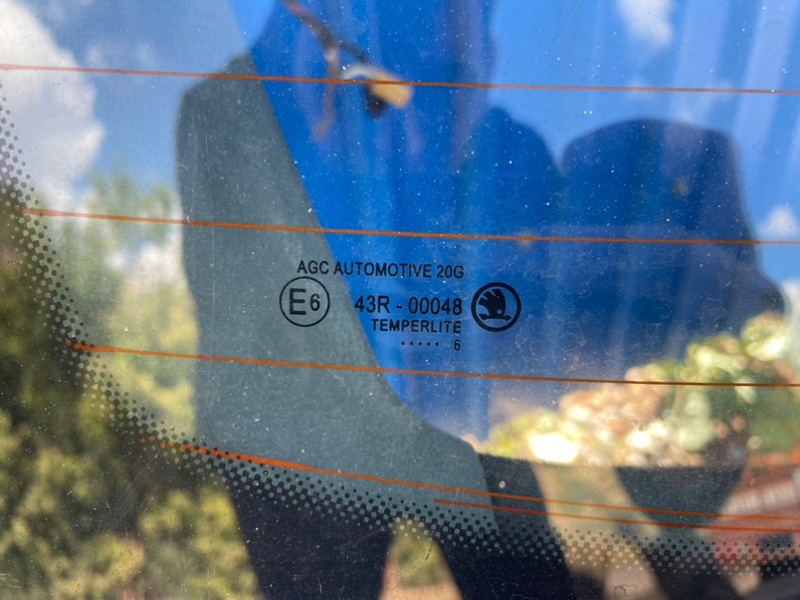 AGC AUTOMOTIVE 20G
E6 43R - 00048
TEMPERLITE
..... 6